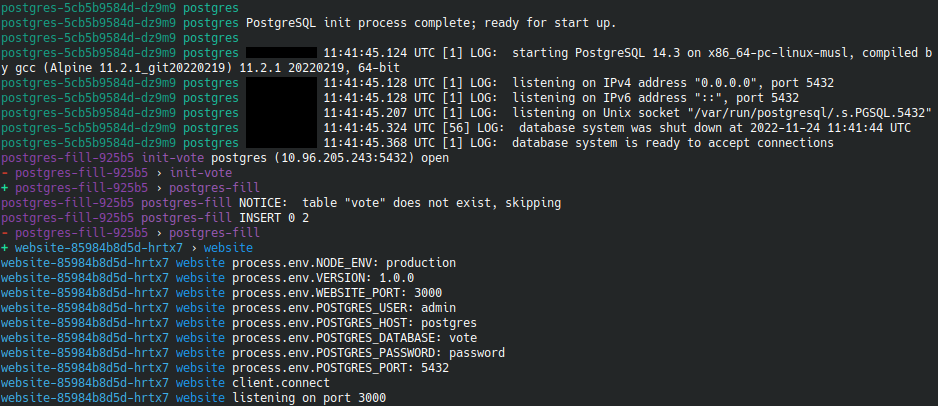 postgres-5cb5b9584d-dz9m9 postgres
postgres-5cb5b9584d-dz9m9 postgres PostgreSQL init process complete; ready for start up.
postgres-5cb5b9584d-dz9m9 postgres
postgres-5cb5b9584d-dz9m9 postgres 11:41:45.124 UTC [1] LOG:  starting PostgreSQL 14.3 on x86_64-pc-linux-musl, compiled b
y gcc (Alpine 11.2.1_git20220219) 11.2.1 20220219, 64-bit
postgres-5cb5b9584d-dz9m9 postgres 11:41:45.128 UTC [1] LOG:  listening on IPv4 address "0.0.0.0", port 5432
postgres-5cb5b9584d-dz9m9 postgres 11:41:45.128 UTC [1] LOG:  listening on IPv6 address "::", port 5432
postgres-5cb5b9584d-dz9m9 postgres 11:41:45.207 UTC [1] LOG:  listening on Unix socket "/var/run/postgresql/.s.PGSQL.5432"
postgres-5cb5b9584d-dz9m9 postgres 11:41:45.324 UTC [56] LOG:  database system was shut down at 2022-11-24 11:41:44 UTC
postgres-5cb5b9584d-dz9m9 postgres 11:41:45.368 UTC [1] LOG:  database system is ready to accept connections
postgres-fill-925b5 init-vote postgres (10.96.205.243:5432) open
- postgres-fill-925b5 › init-vote
+ postgres-fill-925b5 › postgres-fill
postgres-fill-925b5 postgres-fill NOTICE:  table "vote" does not exist, skipping
postgres-fill-925b5 postgres-fill INSERT 0 2
- postgres-fill-925b5 › postgres-fill
+ website-85984b8d5d-hrtx7 › website
website-85984b8d5d-hrtx7 website process.env.NODE_ENV: production
website-85984b8d5d-hrtx7 website process.env.VERSION: 1.0.0
website-85984b8d5d-hrtx7 website process.env.WEBSITE_PORT: 3000
website-85984b8d5d-hrtx7 website process.env.POSTGRES_USER: admin
website-85984b8d5d-hrtx7 website process.env.POSTGRES_HOST: postgres
website-85984b8d5d-hrtx7 website process.env.POSTGRES_DATABASE: vote
website-85984b8d5d-hrtx7 website process.env.POSTGRES_PASSWORD: password
website-85984b8d5d-hrtx7 website process.env.POSTGRES_PORT: 5432
website-85984b8d5d-hrtx7 website client.connect
website-85984b8d5d-hrtx7 website listening on port 3000